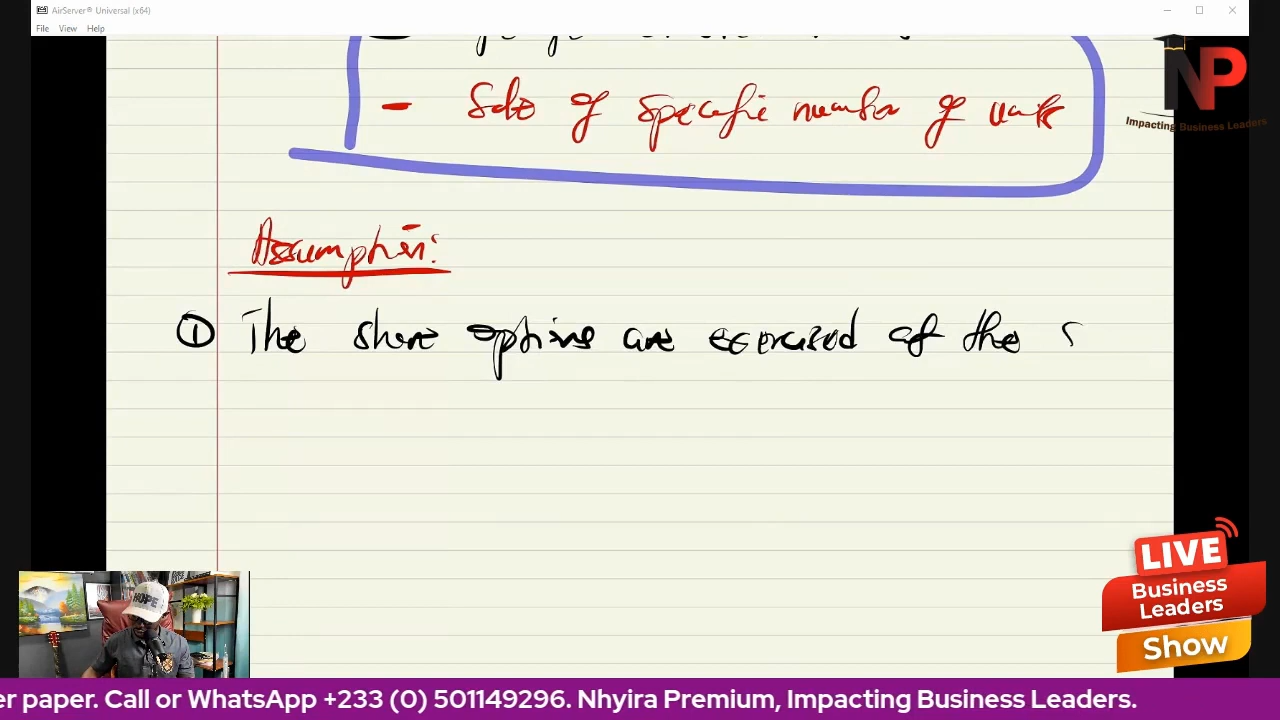 AirServer® Universal (x64)
File View Help
NP
Impacting Business Leaders
- Sale of specific number of units
Assumption:
① The share options are exercised at the
HOPE
LIVE
Business
Leaders
Show
er paper. Call or WhatsApp +233 (0) 501149296. Nhyira Premium, Impacting Business Leaders.